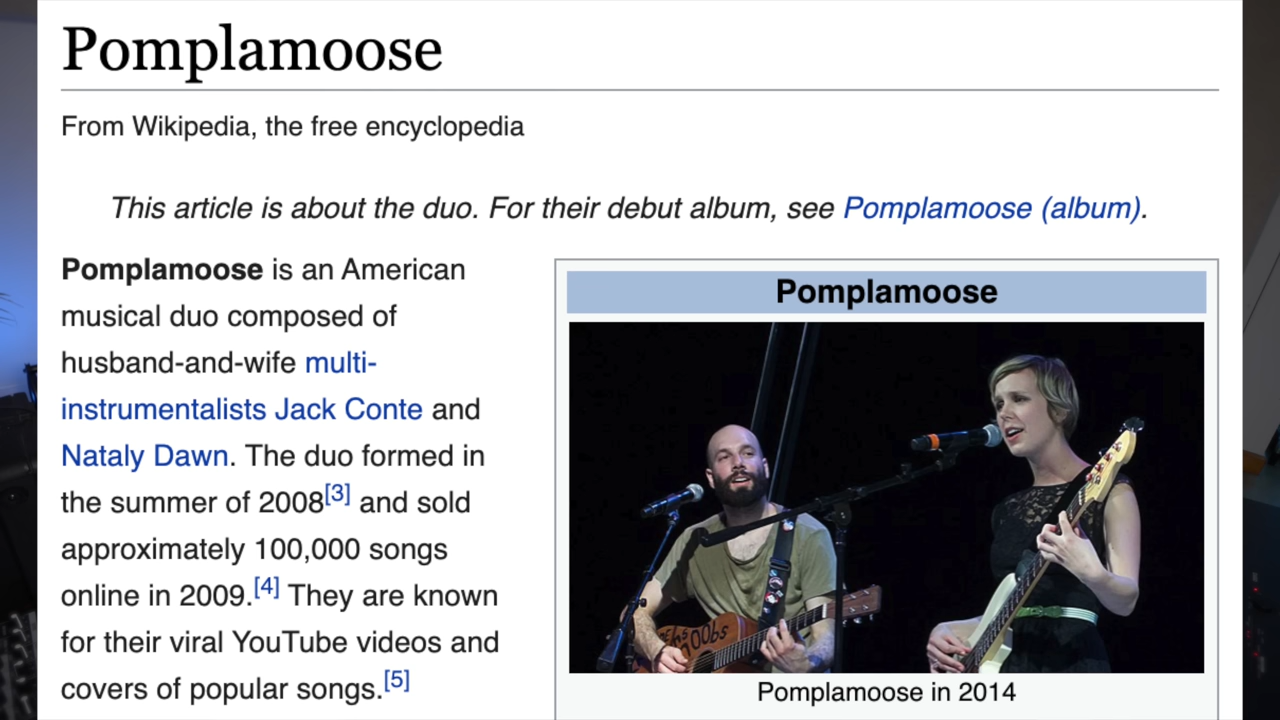 Pomplamoose
From Wikipedia, the free encyclopedia
This article is about the duo. For their debut album, see Pomplamoose (album).
Pomplamoose is an American
musical duo composed of
husband-and-wife multi-
instrumentalists Jack Conte and
Nataly Dawn. The duo formed in
the summer of 2008[3] and sold
approximately 100,000 songs
online in 2009.[4] They are known
for their viral YouTube videos and
covers of popular songs.[5]
Pomplamoose
Pomplamoose in 2014